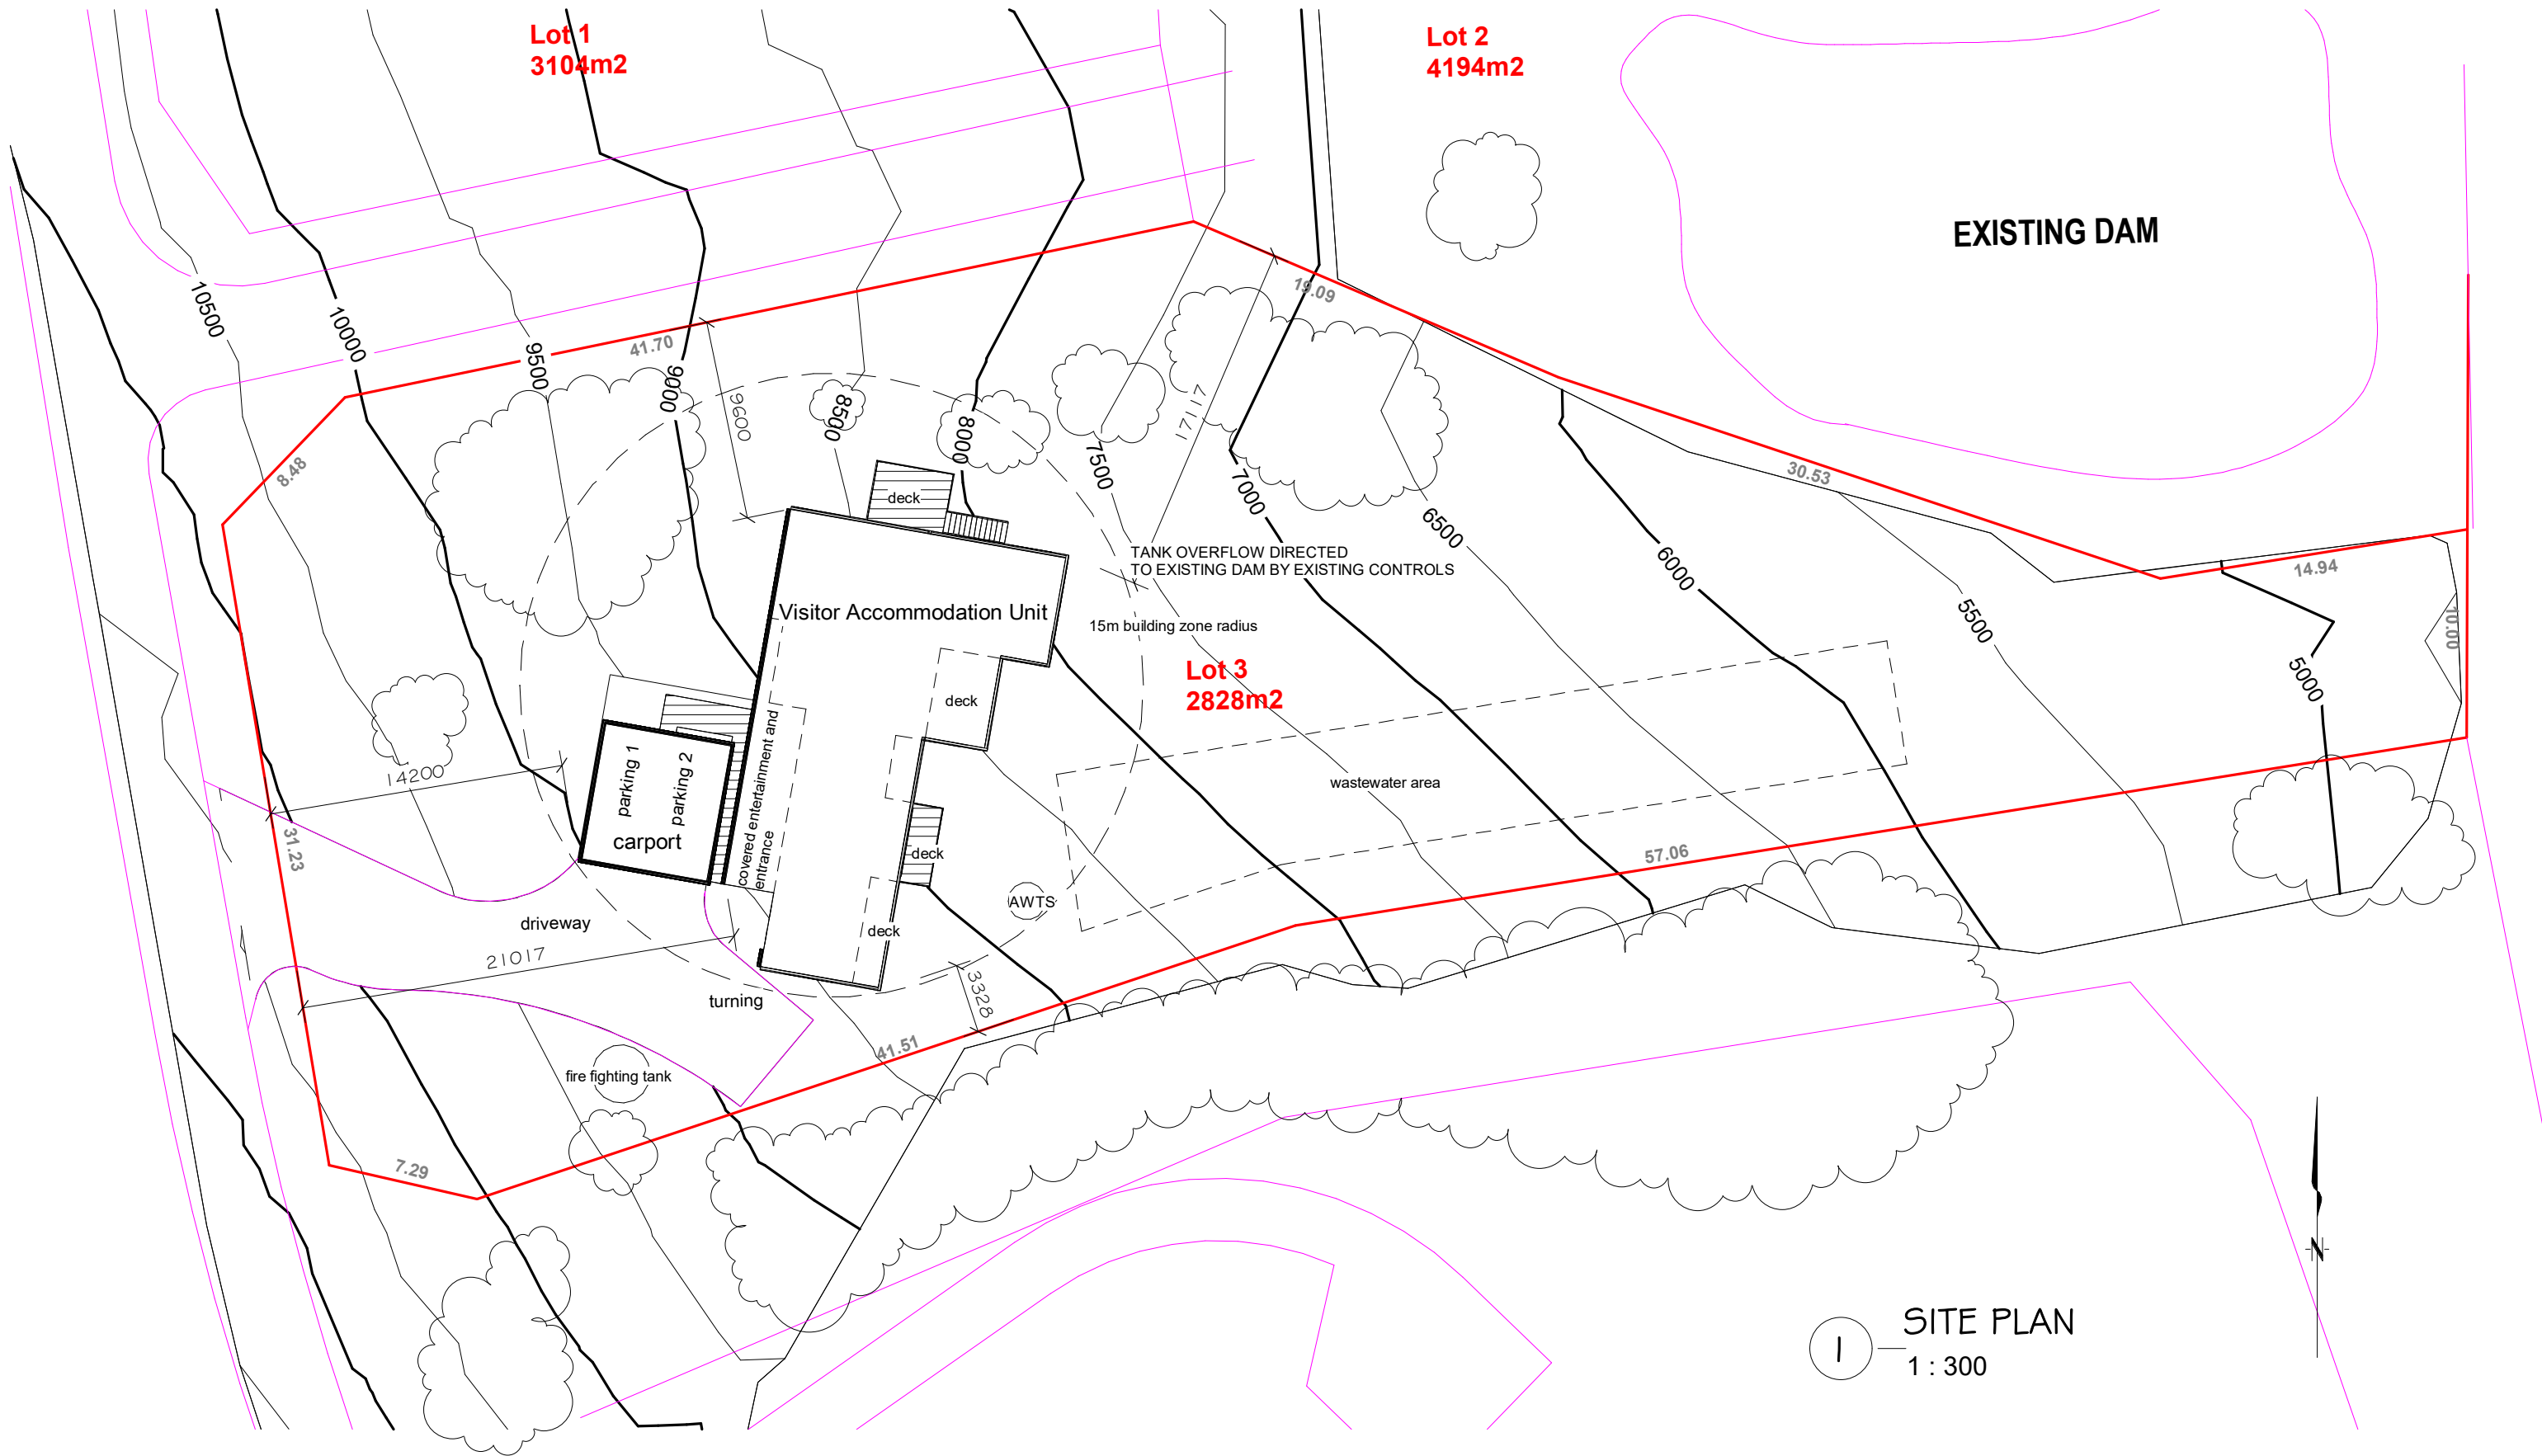 Lot 1
3104m2
Lot 2
4194m2
EXISTING DAM
10500
10000
9500
9000
8500
8000
7500
7000
6500
6000
5500
5000
19.09
41.70
9600
17117
8.48
30.53
14.94
10.00
deck
TANK OVERFLOW DIRECTED
TO EXISTING DAM BY EXISTING CONTROLS
Visitor Accommodation Unit
15m building zone radius
Lot 3
2828m2
deck
parking 1
parking 2
carport
covered entertainment and
entrance
14200
31.23
wastewater area
57.06
deck
AWTS
deck
driveway
21017
turning
3328
41.51
fire fighting tank
7.29
N
1
SITE PLAN
1 : 300